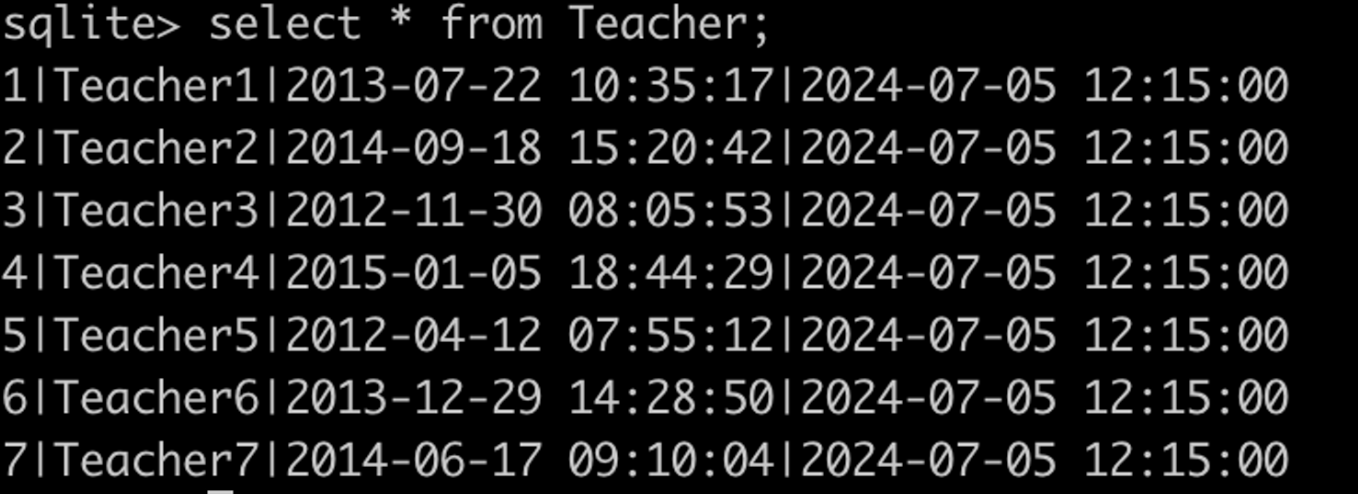 sqlite> select * from Teacher;
1|Teacher1|2013-07-22 10:35:17|2024-07-05 12:15:00
2|Teacher2|2014-09-18 15:20:42|2024-07-05 12:15:00
3|Teacher3|2012-11-30 08:05:53|2024-07-05 12:15:00
4|Teacher4|2015-01-05 18:44:29|2024-07-05 12:15:00
5|Teacher5|2012-04-12 07:55:12|2024-07-05 12:15:00
6|Teacher6|2013-12-29 14:28:50|2024-07-05 12:15:00
7|Teacher7|2014-06-17 09:10:04|2024-07-05 12:15:00